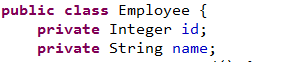 public class Employee {
    private Integer id;
    private String name;